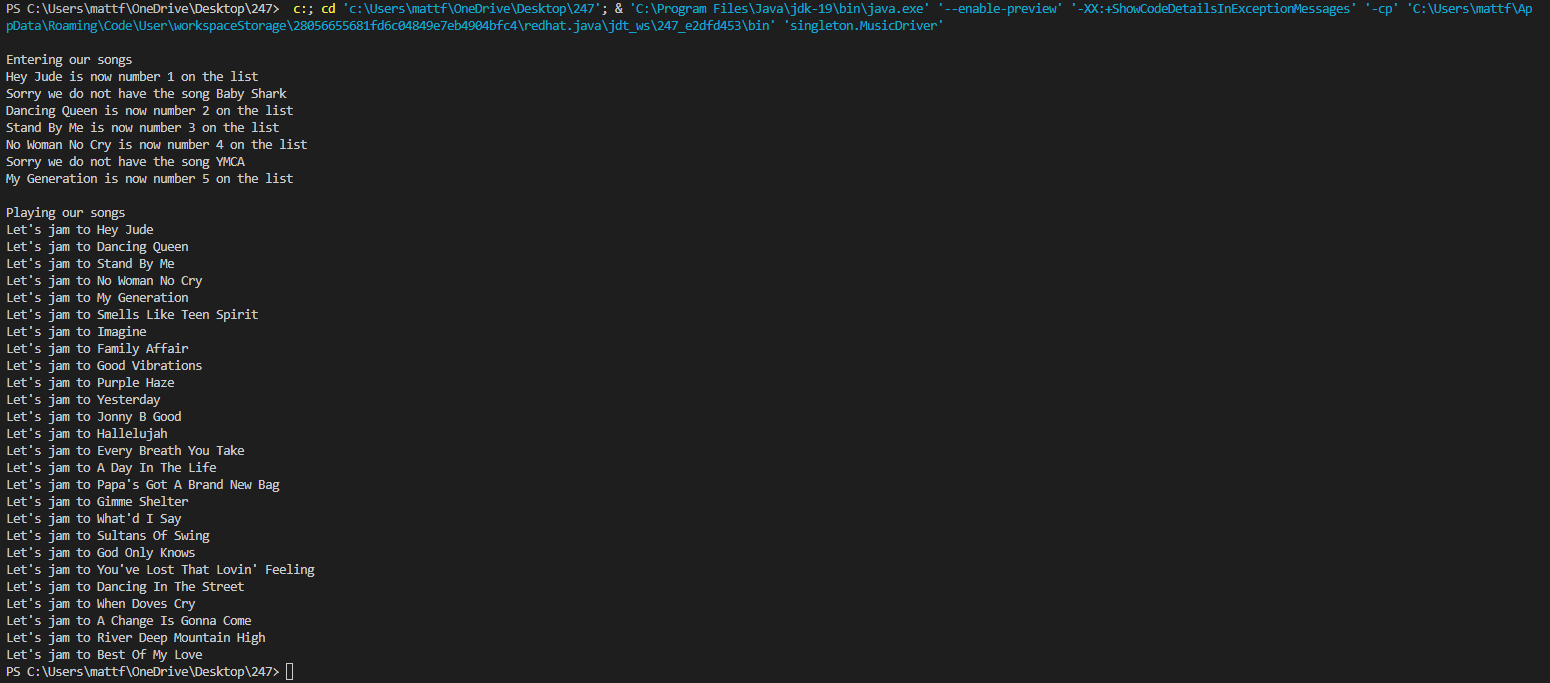 PS C:\Users\mattf\OneDrive\Desktop\247>  c:; cd 'c:\Users\mattf\OneDrive\Desktop\247'; & 'C:\Program Files\Java\jdk-19\bin\java.exe' '--enable-preview' '-XX:+ShowCodeDetailsInExceptionMessages' '-cp' 'C:\Users\mattf\Ap
pData\Roaming\Code\User\workspaceStorage\28056655681fd6c04849e7eb4904bfc4\redhat.java\jdt_ws\247_e2dfd453\bin' 'singleton.MusicDriver'
Entering our songs
Hey Jude is now number 1 on the list
Sorry we do not have the song Baby Shark
Dancing Queen is now number 2 on the list
Stand By Me is now number 3 on the list
No Woman No Cry is now number 4 on the list
Sorry we do not have the song YMCA
My Generation is now number 5 on the list
Playing our songs
Let's jam to Hey Jude
Let's jam to Dancing Queen
Let's jam to Stand By Me
Let's jam to No Woman No Cry
Let's jam to My Generation
Let's jam to Smells Like Teen Spirit
Let's jam to Imagine
Let's jam to Family Affair
Let's jam to Good Vibrations
Let's jam to Purple Haze
Let's jam to Yesterday
Let's jam to Jonny B Good
Let's jam to Hallelujah
Let's jam to Every Breath You Take
Let's jam to A Day In The Life
Let's jam to Papa's Got A Brand New Bag
Let's jam to Gimme Shelter
Let's jam to What'd I Say
Let's jam to Sultans Of Swing
Let's jam to God Only Knows
Let's jam to You've Lost That Lovin' Feeling
Let's jam to Dancing In The Street
Let's jam to When Doves Cry
Let's jam to A Change Is Gonna Come
Let's jam to River Deep Mountain High
Let's jam to Best Of My Love
PS C:\Users\mattf\OneDrive\Desktop\247>